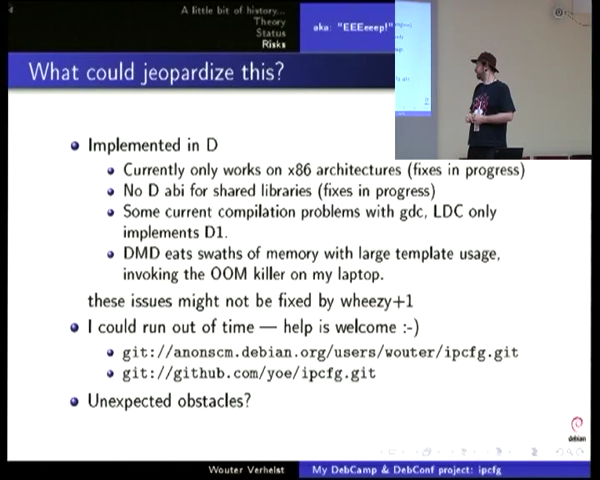 A little bit of history...
Theory
Status
Risks
aka: "EEEeeep!"
What could jeopardize this?
Implemented in D
Currently only works on x86 architectures (fixes in progress)
No D abi for shared libraries (fixes in progress)
Some current compilation problems with gdc, LDC only
implements D1.
DMD eats swaths of memory with large template usage,
invoking the OOM killer on my laptop.
these issues might not be fixed by wheezy+1
I could run out of time — help is welcome :-)
git://anonscm.debian.org/users/wouter/ipcfg.git
git://github.com/yoe/ipcfg.git
Unexpected obstacles?
debian
Wouter Verhelst
My DebCamp & DebConf project: ipcfg